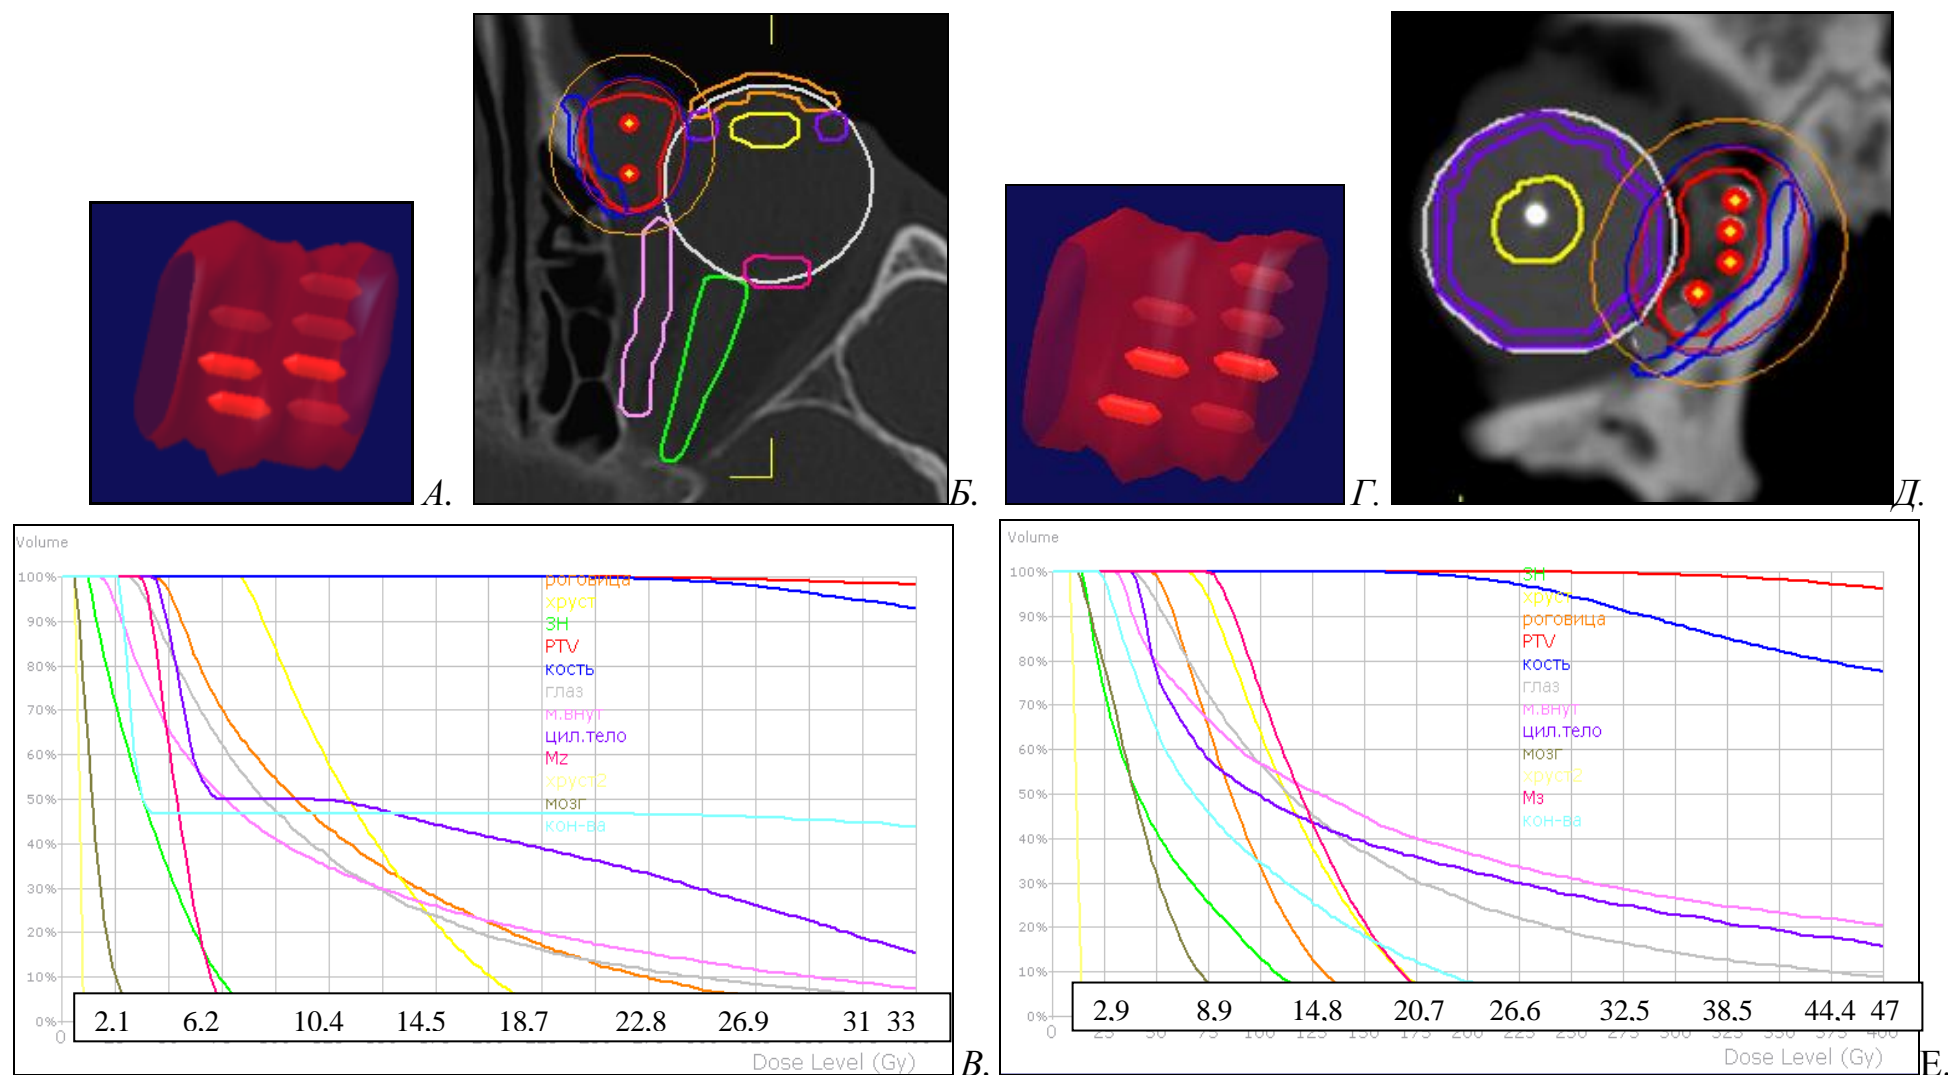 А.
Б.
Г.
Д.
Volume
100%
90%
80%
70%
60%
50%
40%
30%
20%
10%
0%
0
роговица
хруст
ЗН
PTV
кость
глаз
м.внут
цил.тело
Mz
хруст2
мозг
кон-ва
2.1 6.2 10.4 14.5 18.7 22.8 26.9 31 33
Dose Level (Gy)
В.
Volume
100%
90%
80%
70%
60%
50%
40%
30%
20%
10%
0%
0
ЗН
хруст
роговица
PTV
кость
глаз
м.внут
цил.тело
мозг
хруст2
Мз
кон-ва
2.9 8.9 14.8 20.7 26.6 32.5 38.5 44.4 47
Dose Level (Gy)
Е.